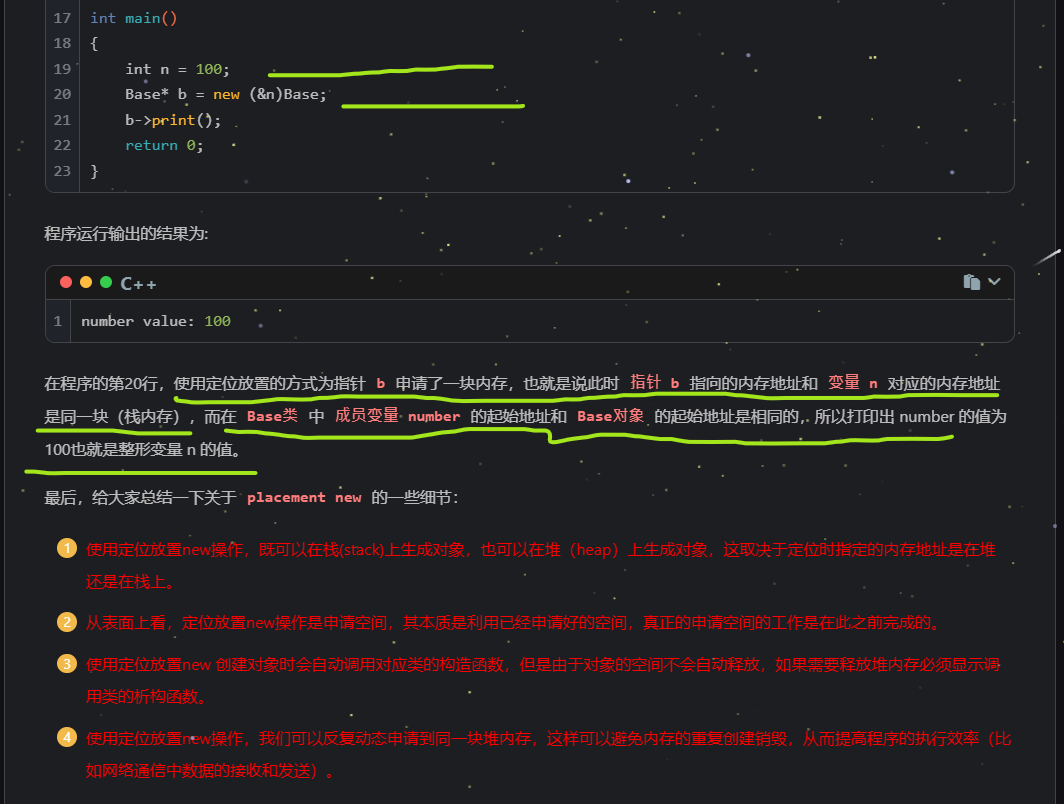 17 int main()
18 {
19 int n = 100;
20 Base* b = new (&n)Base;
21 b->print();
22 return 0;
23 }
程序运行输出的结果为:
C++
1 number value: 100
在程序的第20行，使用定位放置的方式为指针 b 申请了一块内存，也就是说此时 指针 b 指向的内存地址和 变量 n 对应的内存地址
是同一块（栈内存），而在 Base类 中 成员变量 number 的起始地址和 Base对象 的起始地址是相同的，所以打印出 number 的值为
100也就是整形变量 n 的值。
最后，给大家总结一下关于 placement new 的一些细节：
1 使用定位放置new操作，既可以在栈(stack)上生成对象，也可以在堆（heap）上生成对象，这取决于定位时指定的内存地址是在堆
还是在栈上。
2 从表面上看，定位放置new操作是申请空间，其本质是利用已经申请好的空间，真正的申请空间的工作是在此之前完成的。
3 使用定位放置new 创建对象时会自动调用对应类的构造函数，但是由于对象的空间不会自动释放，如果需要释放堆内存必须显示调
用类的析构函数。
4 使用定位放置new操作，我们可以反复动态申请到同一块堆内存，这样可以避免内存的重复创建销毁，从而提高程序的执行效率（比
如网络通信中数据的接收和发送）。